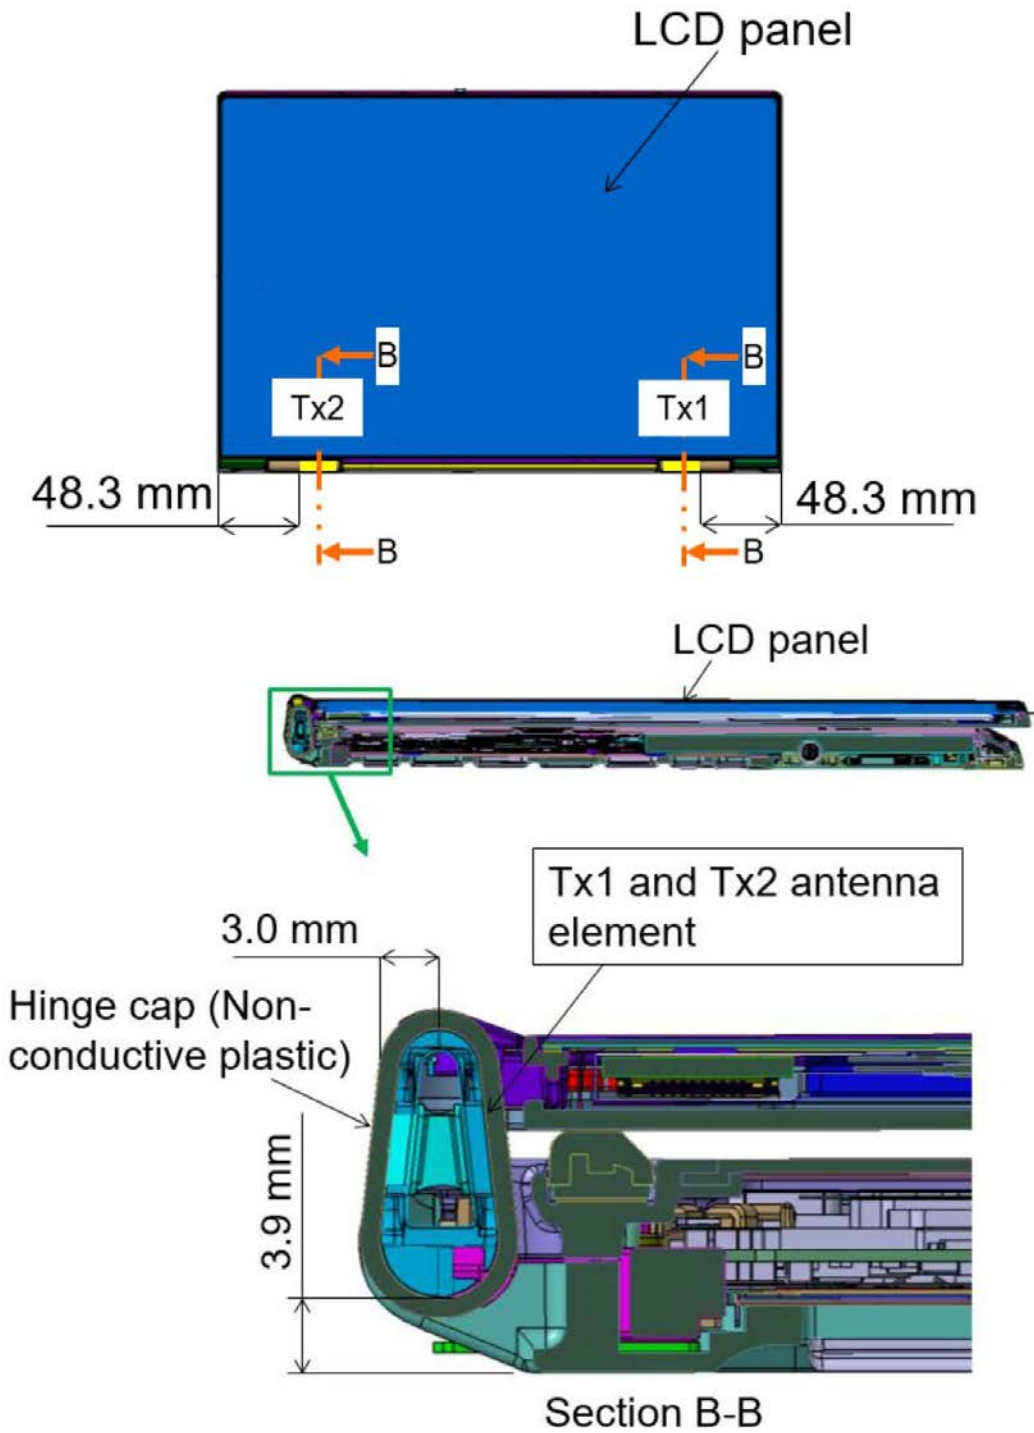 LCD panel
B
B
Tx2
Tx1
48.3 mm
48.3 mm
B
B
LCD panel
Tx1 and Tx2 antenna
element
3.0 mm
Hinge cap (Non-
conductive plastic)
3.9 mm
Section B-B